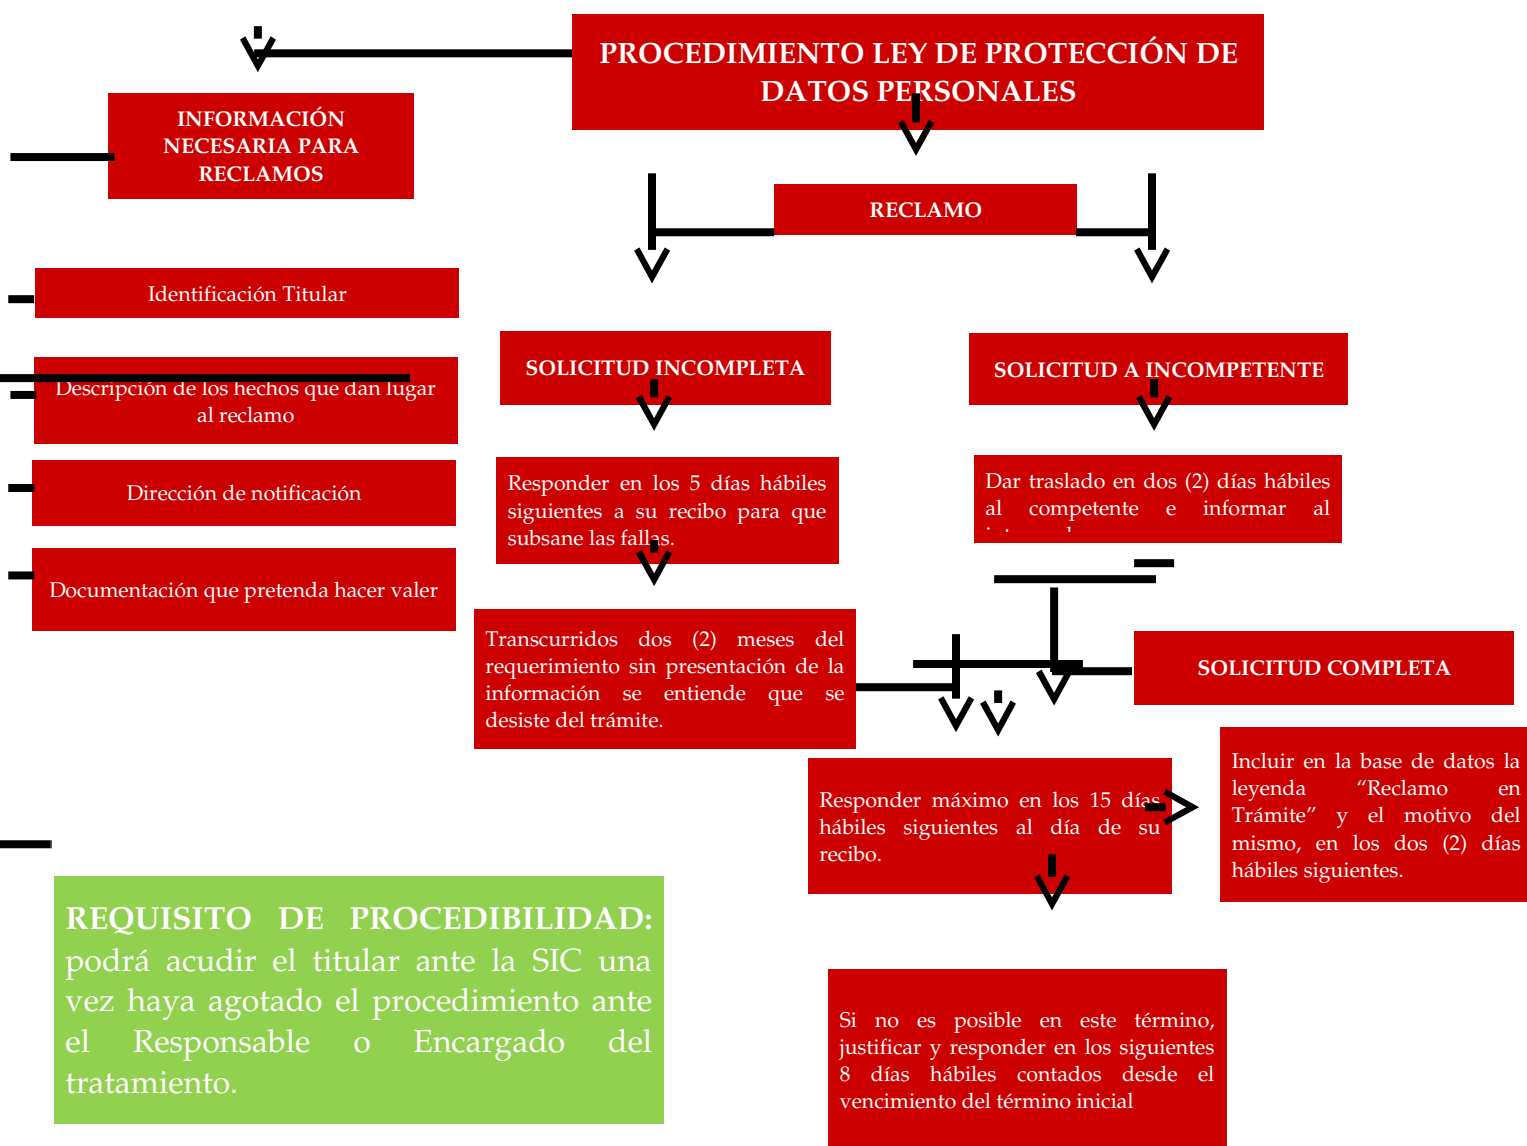 PROCEDIMIENTO LEY DE PROTECCIÓN DE
DATOS PERSONALES
INFORMACIÓN
NECESARIA PARA
RECLAMOS
RECLAMO
Identificación Titular
Descripción de los hechos que dan lugar
al reclamo
Dirección de notificación
Documentación que pretenda hacer valer
SOLICITUD INCOMPLETA
Responder en los 5 días hábiles
siguientes a su recibo para que
subsane las fallas.
Transcurridos dos (2) meses del
requerimiento sin presentación de la
información se entiende que se
desiste del trámite.
SOLICITUD A INCOMPETENTE
Dar traslado en dos (2) días hábiles
al competente e informar al
SOLICITUD COMPLETA
Responder máximo en los 15 días
hábiles siguientes al día de su
recibo.
Incluir en la base de datos la
leyenda “Reclamo en
Trámite” y el motivo del
mismo, en los dos (2) días
hábiles siguientes.
Si no es posible en este término,
justificar y responder en los siguientes
8 días hábiles contados desde el
vencimiento del término inicial
REQUISITO DE PROCEDIBILIDAD:
podrá acudir el titular ante la SIC una
vez haya agotado el procedimiento ante
el Responsable o Encargado del
tratamiento.